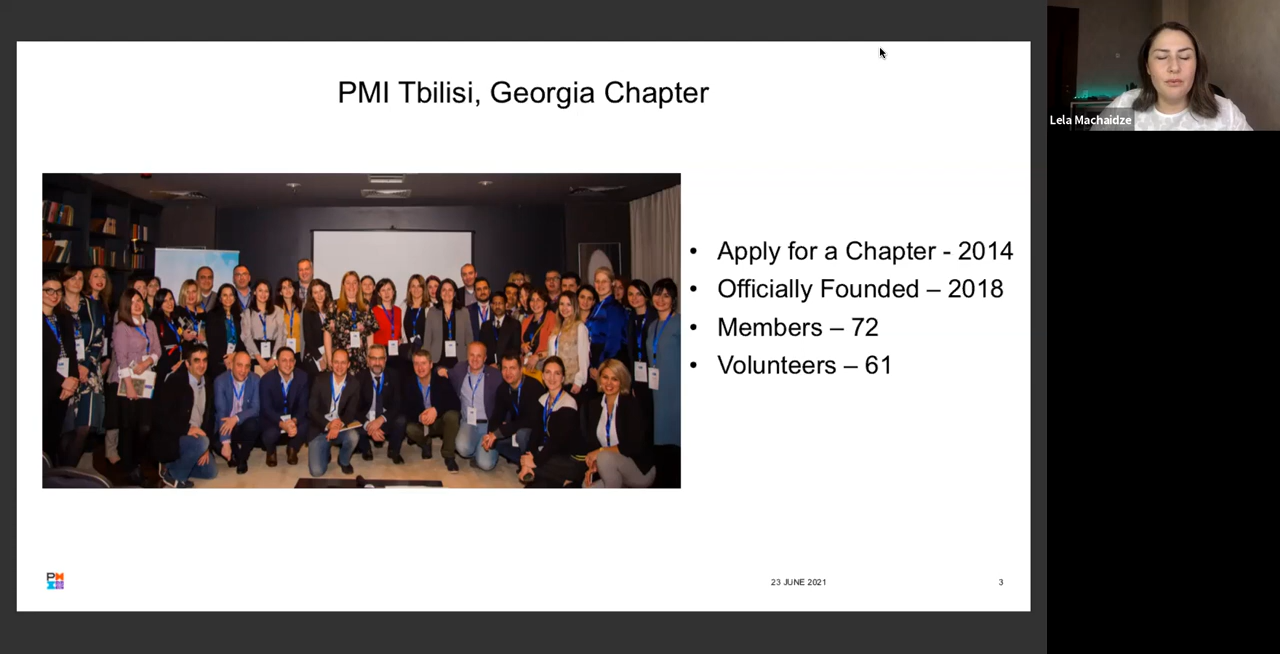 PMI Tbilisi, Georgia Chapter
• Apply for a Chapter - 2014
• Officially Founded – 2018
• Members – 72
• Volunteers – 61
23 JUNE 2021
3
Lela Machaidze